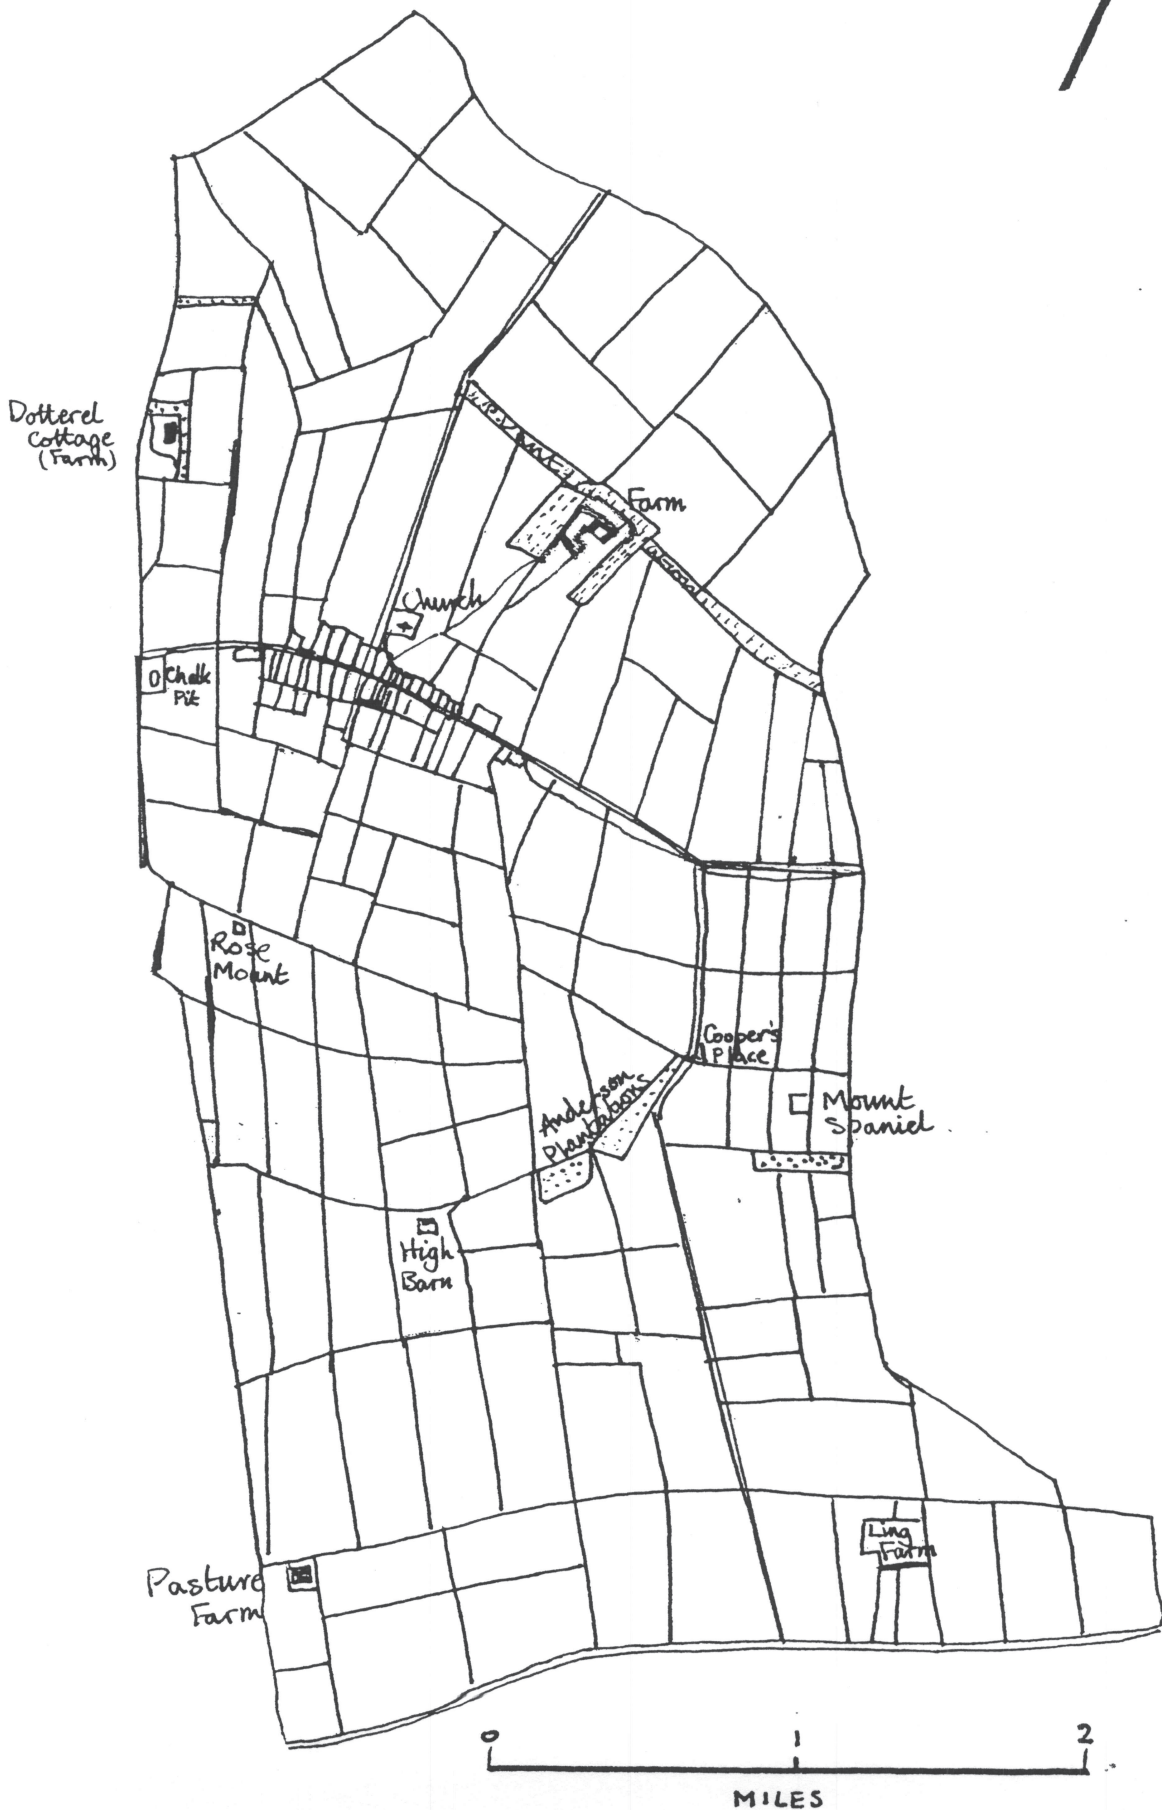 Dotterel
Cottage
(Farm)
Plant
Farm
Church
Chalk
Pit
Rose
Mount
Cooper's
Place
Anderson
Plantations
Mount
Spaniel
High
Barn
Ling
Farm
Pasture
Farm
0 1 2
MILES